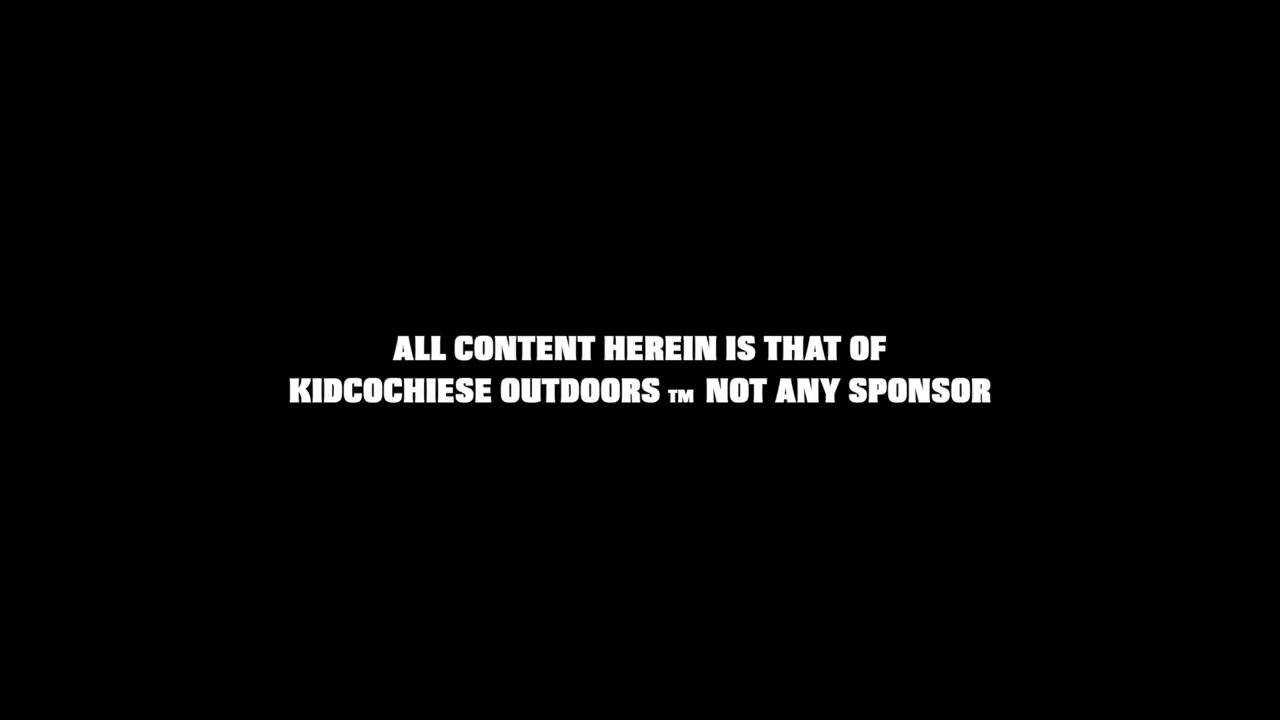 ALL CONTENT HEREIN IS THAT OF
KIDCOCHIESE OUTDOORS TM NOT ANY SPONSOR